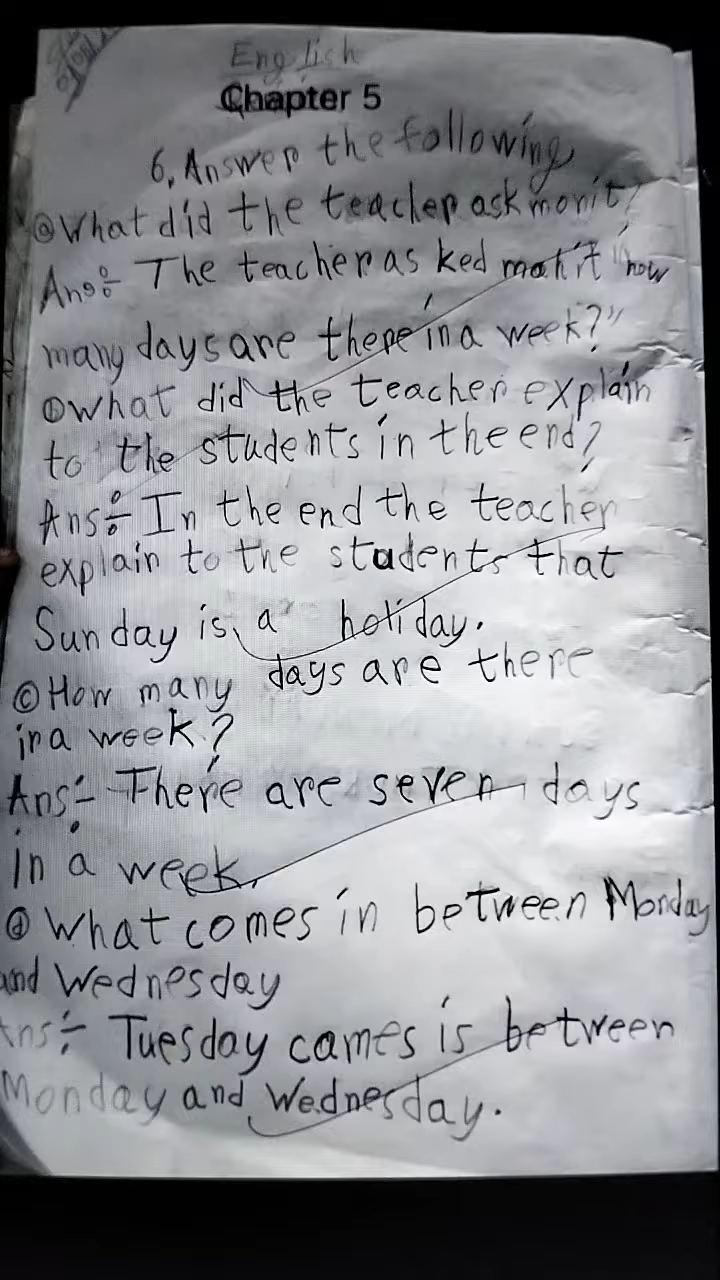 English
Chapter 5
6. Answer the following
ⓐ What did the teacher ask monit?
Ans:- The teacher as ked mohit "how
many days are there in a week?"
ⓑ what did the teacher explain
to the students in the end?
Ans:- In the end the teacher
explain to the students that
Sunday is a holiday.
ⓒ How many days are there
in a week?
Ans:- There are seven days
in a week.
ⓓ What comes in between Monday
and Wednesday
Ans:- Tuesday cames is between
Monday and Wednesday.